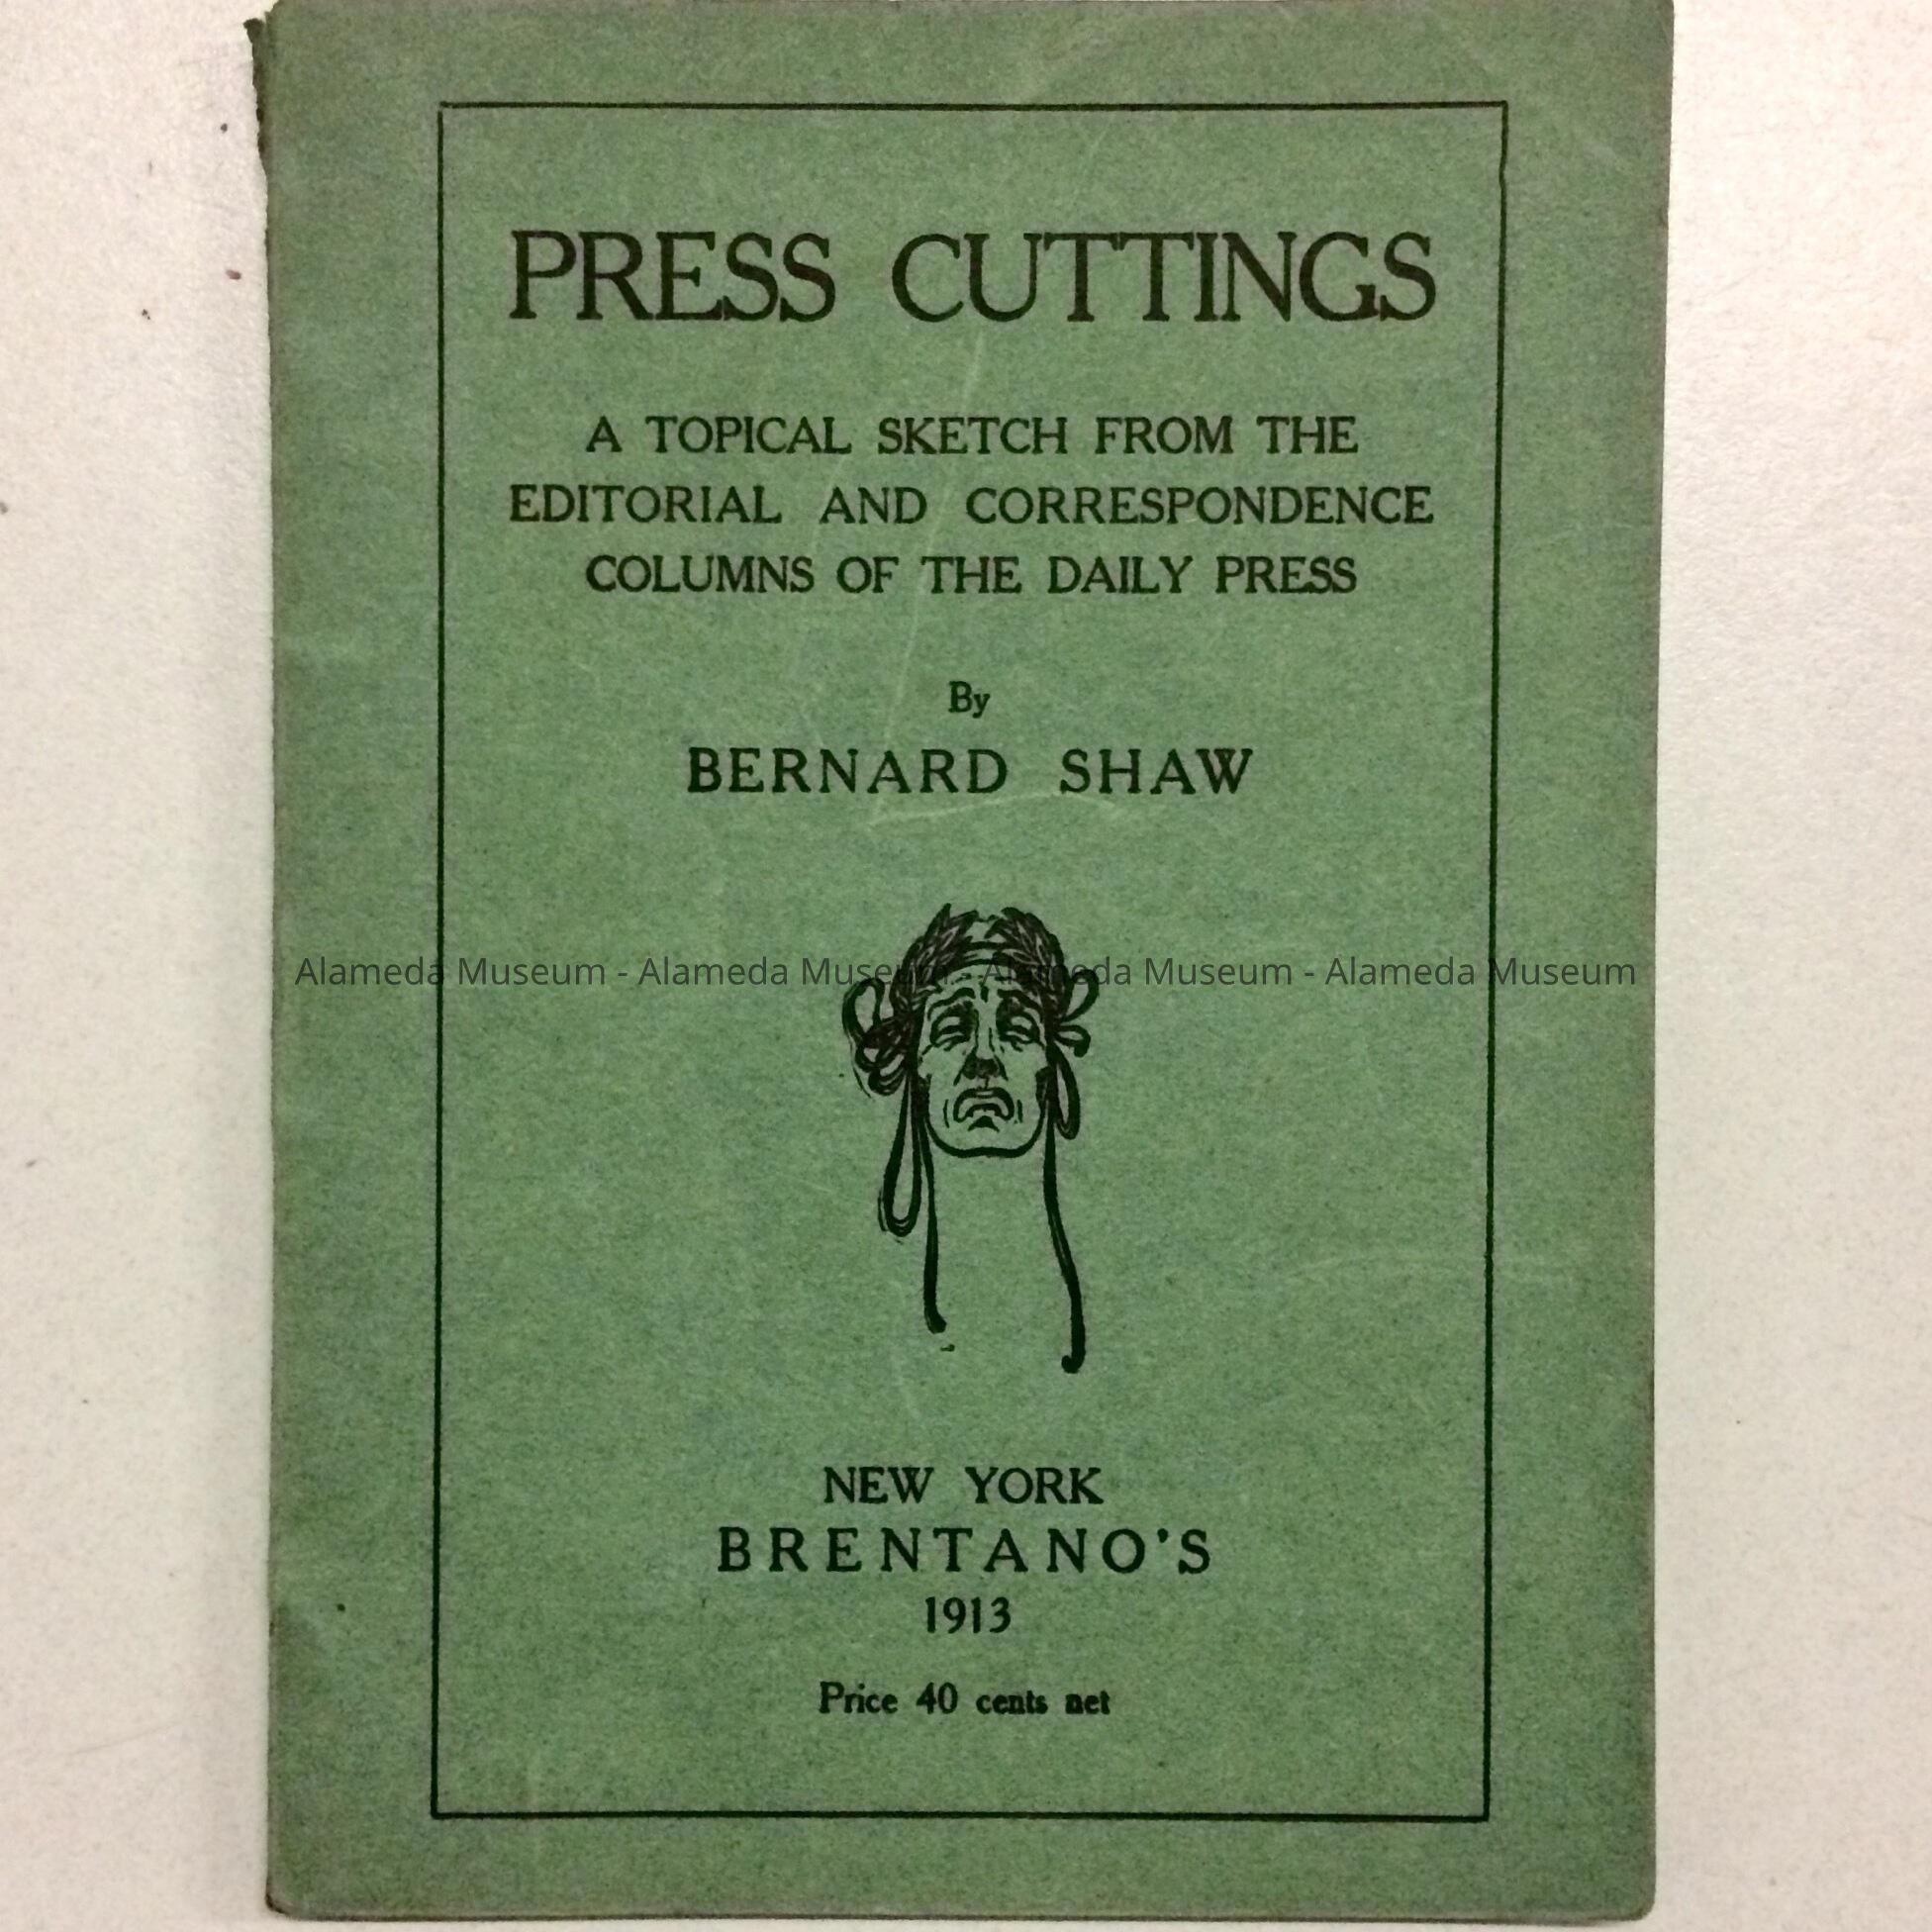 PRESS CUTTINGS
A TOPICAL SKETCH FROM THE
EDITORIAL AND CORRESPONDENCE
COLUMNS OF THE DAILY PRESS
By
BERNARD SHAW
Alameda Museum - Alameda Museum - Alameda Museum - Alameda Museum
NEW YORK
BRENTANO'S
1913
Price 40 cents net